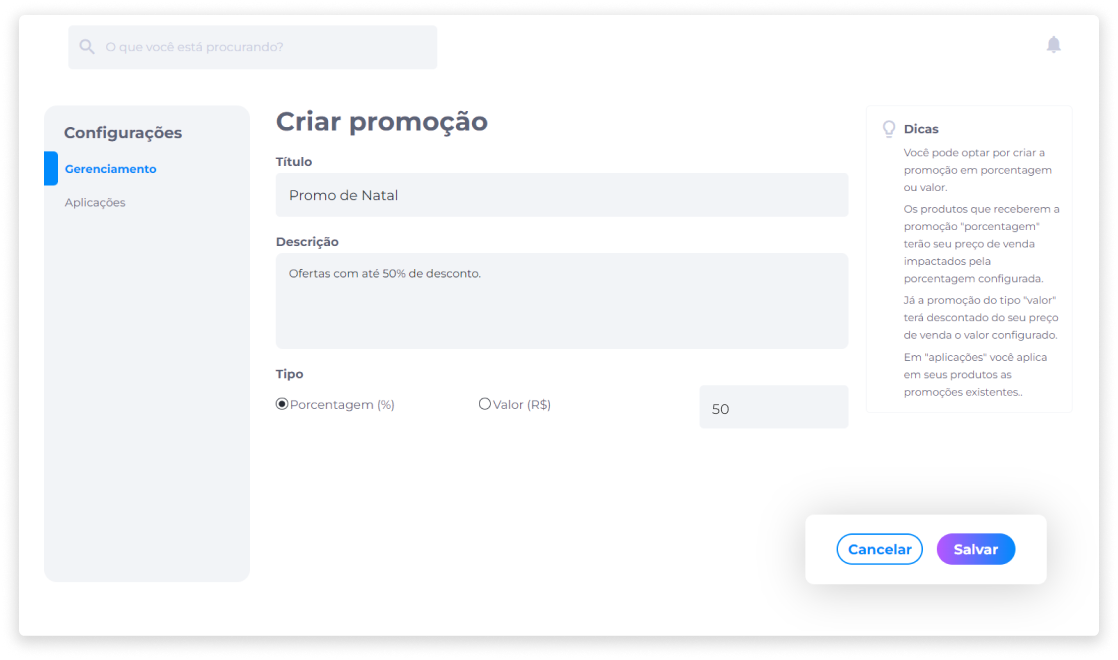 O que você está procurando?
Configurações
Gerenciamento
Aplicações
Criar promoção
Título
Promo de Natal
Descrição
Ofertas com até 50% de desconto.
Tipo
Porcentagem (%)
Valor (R$)
50
Dicas
Você pode optar por criar a
promoção em porcentagem
ou valor.
Os produtos que receberem a
promoção "porcentagem"
terão seu preço de venda
impactados pela
porcentagem configurada.
Já a promoção do tipo "valor"
terá descontado do seu preço
de venda o valor configurado.
Em "aplicações" você aplica
em seus produtos as
promoções existentes..
Cancelar
Salvar